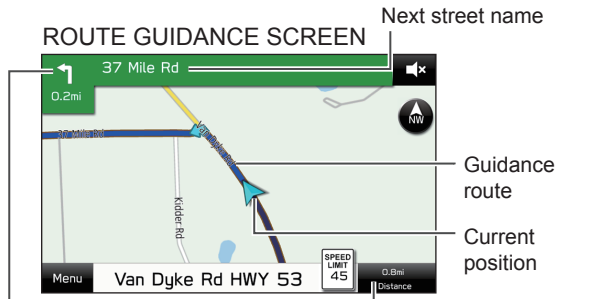 Next street name
ROUTE GUIDANCE SCREEN
37 Mile Rd
0.2mi
NW
37 Mile Rd
Van Dyke Rd
Guidance
route
Kidder Rd
Current
position
SPEED
LIMIT
45
Menu
Van Dyke Rd HWY 53
0.8mi
Distance